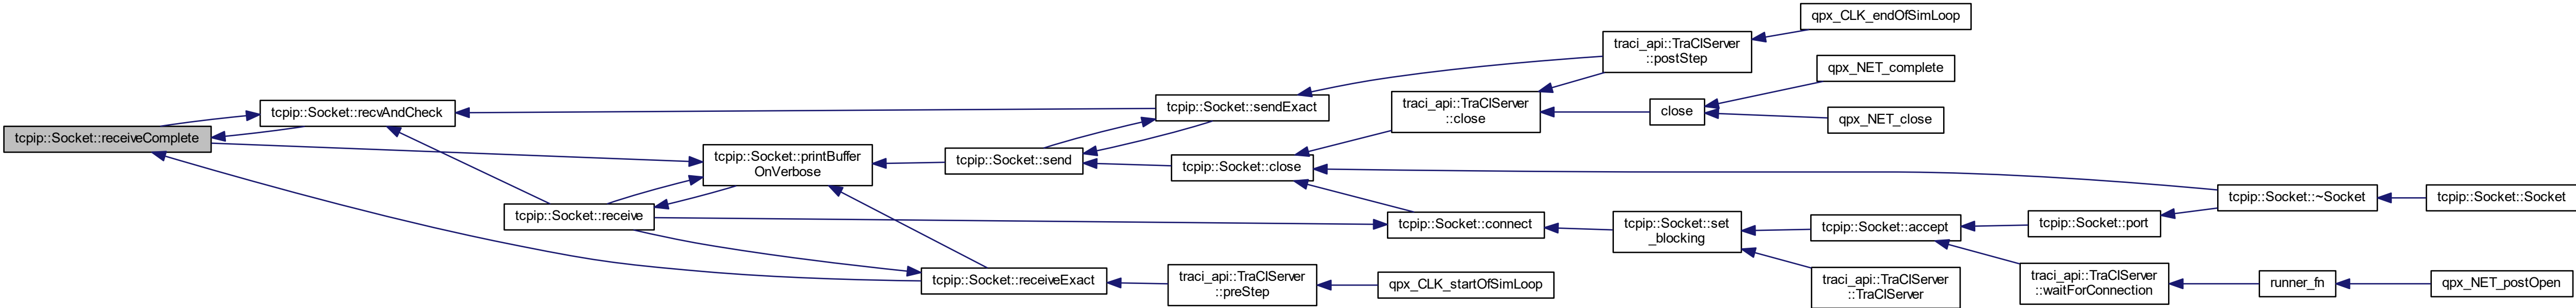 tcpip::Socket::receiveComplete
tcpip::Socket::recvAndCheck
tcpip::Socket::receive
tcpip::Socket::printBuffer
OnVerbose
tcpip::Socket::receiveExact
tcpip::Socket::send
tcpip::Socket::sendExact
tcpip::Socket::close
traci_api::TraCIServer
::preStep
traci_api::TraCIServer
::close
tcpip::Socket::connect
qpx_CLK_startOfSimLoop
traci_api::TraCIServer
::postStep
close
tcpip::Socket::set
_blocking
qpx_CLK_endOfSimLoop
qpx_NET_complete
qpx_NET_close
tcpip::Socket::accept
traci_api::TraCIServer
::TraCIServer
tcpip::Socket::port
traci_api::TraCIServer
::waitForConnection
tcpip::Socket::~Socket
runner_fn
tcpip::Socket::Socket
qpx_NET_postOpen